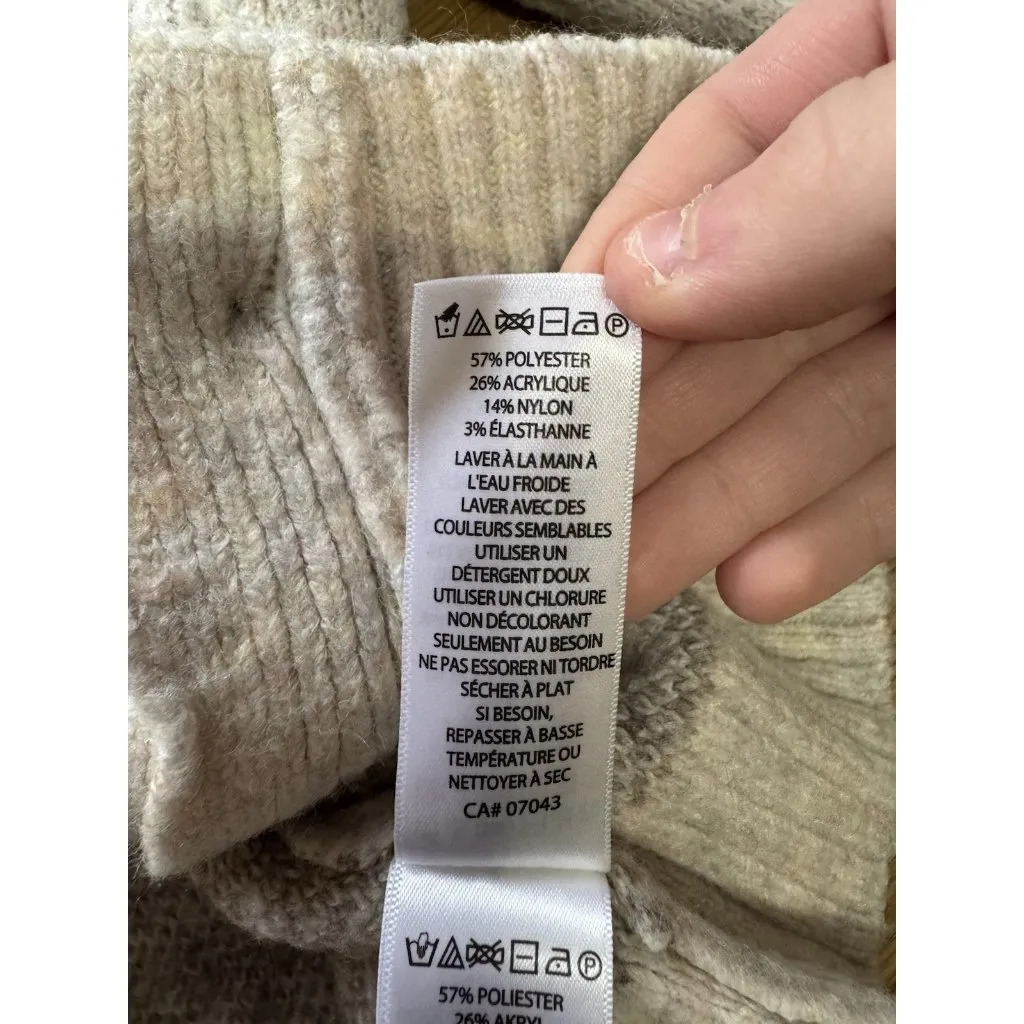 P
57% POLYESTER
26% ACRYLIQUE
14% NYLON
3% ÉLASTHANNE
LAVER À LA MAIN À
L'EAU FROIDE
LAVER AVEC DES
COULEURS SEMBLABLES
UTILISER UN
DÉTERGENT DOUX
UTILISER UN CHLORURE
NON DÉCOLORANT
SEULEMENT AU BESOIN
NE PAS ESSORER NI TORDRE
SÉCHER À PLAT
SI BESOIN,
REPASSER À BASSE
TEMPÉRATURE OU
NETTOYER À SEC
CA# 07043
P
57% POLIESTER
26% AKRYL